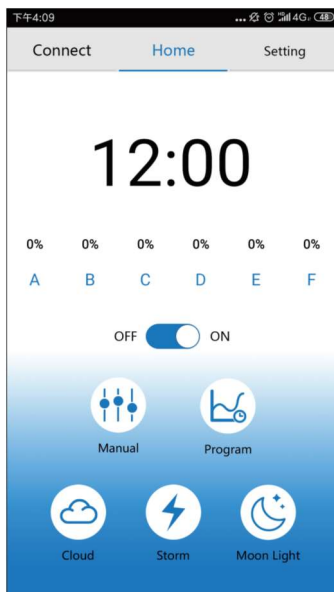 下午4:09 ... HD 4G 48
Connect Home Setting
12:00
0% 0% 0% 0% 0% 0%
A B C D E F
OFF ON
Manual Program
Cloud Storm Moon Light